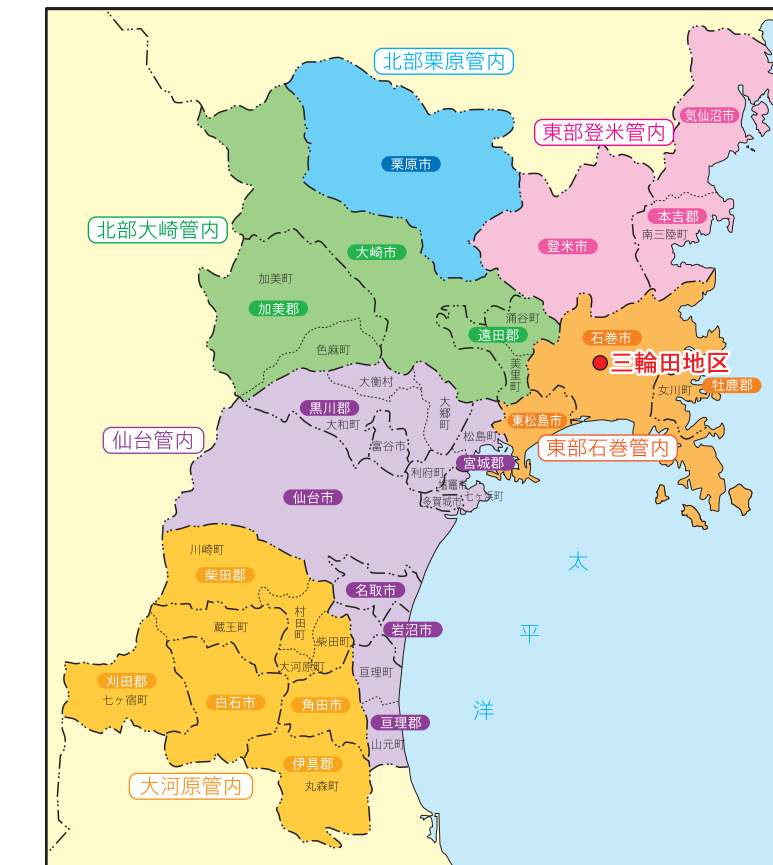 北部栗原管内
気仙沼市
東部登米管内
栗原市
本吉郡
南三陸町
北部大崎管内
登米市
大崎市
加美町
加美郡
涌谷町
遠田郡
石巻市
色麻町
三輪田地区
美里町
大衡村
女川町
牡鹿郡
黒川郡
大郷町
大和町
東松島市
仙台管内
松島町
富谷市
東部石巻管内
宮城郡
利府町
塩竈市
七ヶ浜町
多賀城市
仙台市
川崎町
太平洋
柴田郡
名取市
村田町
蔵王町
岩沼市
柴田町
大河原町
亘理町
刈田郡
七ヶ宿町
白石市
角田市
亘理郡
山元町
伊具郡
丸森町
大河原管内